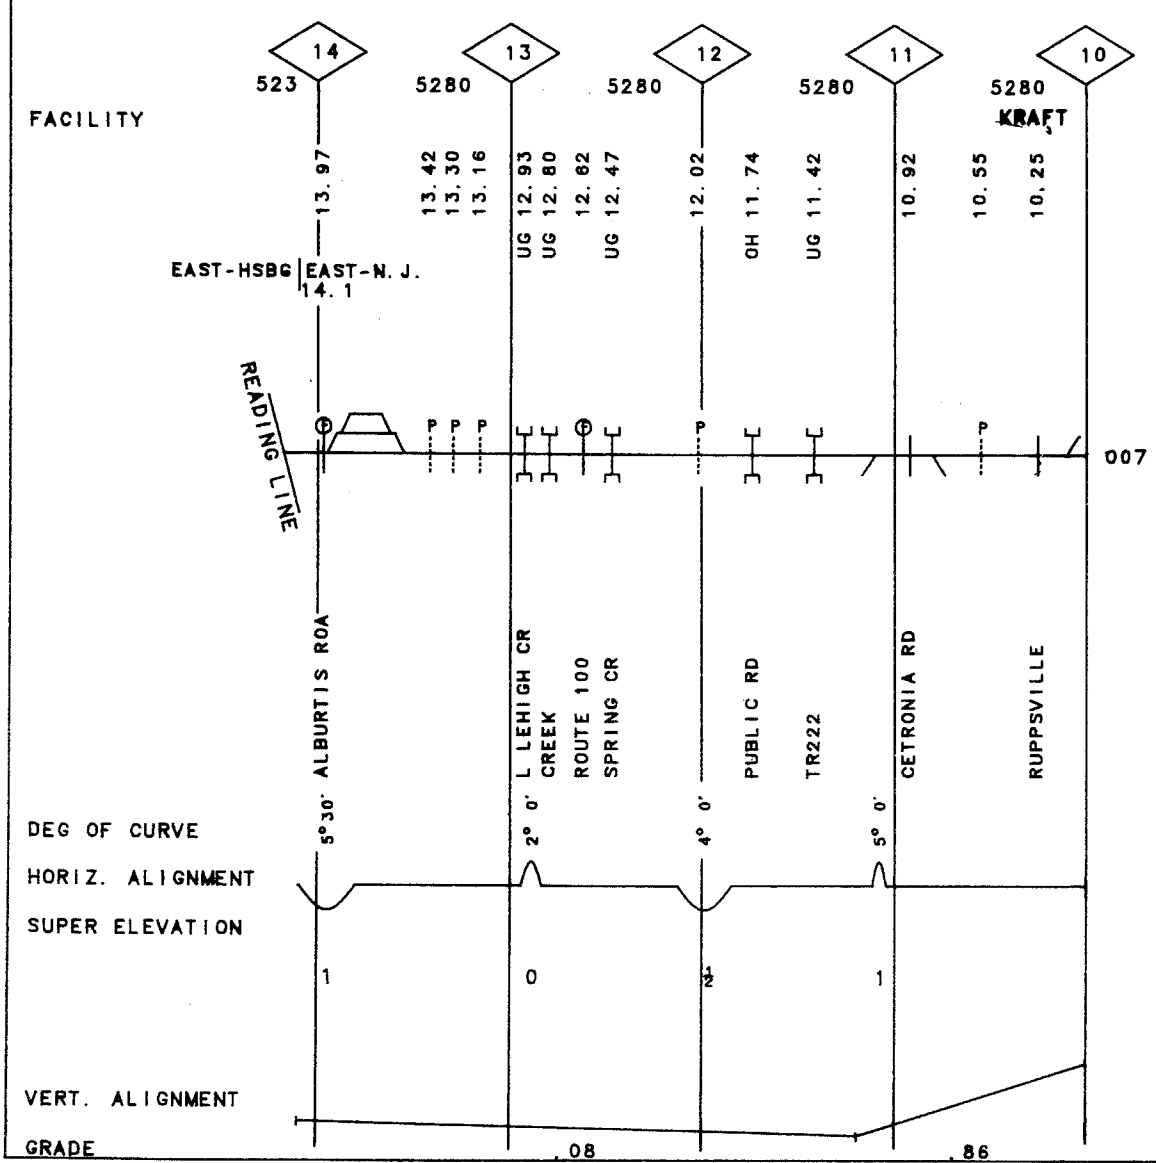 14 13 12 11 10
523 5280 5280 5280 5280
FACILITY
KRAFT
13.97
13.42
13.30
13.16
UG 12.93
UG 12.80
12.62
UG 12.47
12.02
OH 11.74
UG 11.42
10.92
10.55
10.25
EAST-HSBG EAST-N.J.
14.1
READING LINE
P P P P P P P
007
ALBURTIS ROA
L LEHIGH CR
CREEK
ROUTE 100
SPRING CR
PUBLIC RD
TR222
CETRONIA RD
RUPPSVILLE
DEG OF CURVE
5°30' 2° 0' 4° 0' 5° 0'
HORIZ. ALIGNMENT
SUPER ELEVATION
1 0 ½ 1
VERT. ALIGNMENT
GRADE .08 .86